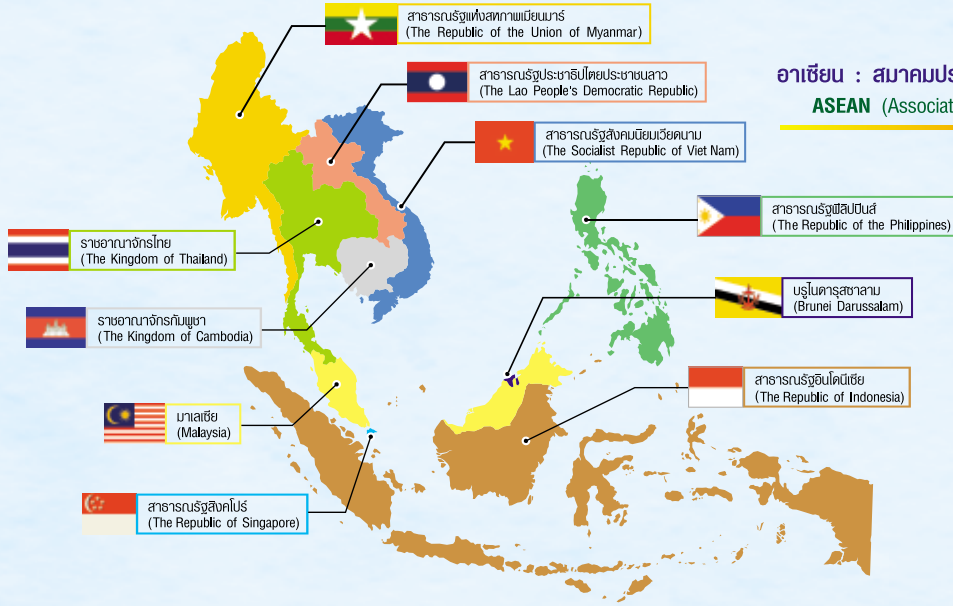 สาธารณรัฐแห่งสหภาพเมียนมาร์
(The Republic of the Union of Myanmar)
สาธารณรัฐประชาธิปไตยประชาชนลาว
(The Lao People's Democratic Republic)
อาเซียน : สมาคมประ
ASEAN (Associat
สาธารณรัฐสังคมนิยมเวียดนาม
(The Socialist Republic of Viet Nam)
สาธารณรัฐฟิลิปปินส์
(The Republic of the Philippines)
ราชอาณาจักรไทย
(The Kingdom of Thailand)
บรูไนดารุสซาลาม
(Brunei Darussalam)
ราชอาณาจักรกัมพูชา
(The Kingdom of Cambodia)
สาธารณรัฐอินโดนีเซีย
(The Republic of Indonesia)
มาเลเซีย
(Malaysia)
สาธารณรัฐสิงคโปร์
(The Republic of Singapore)